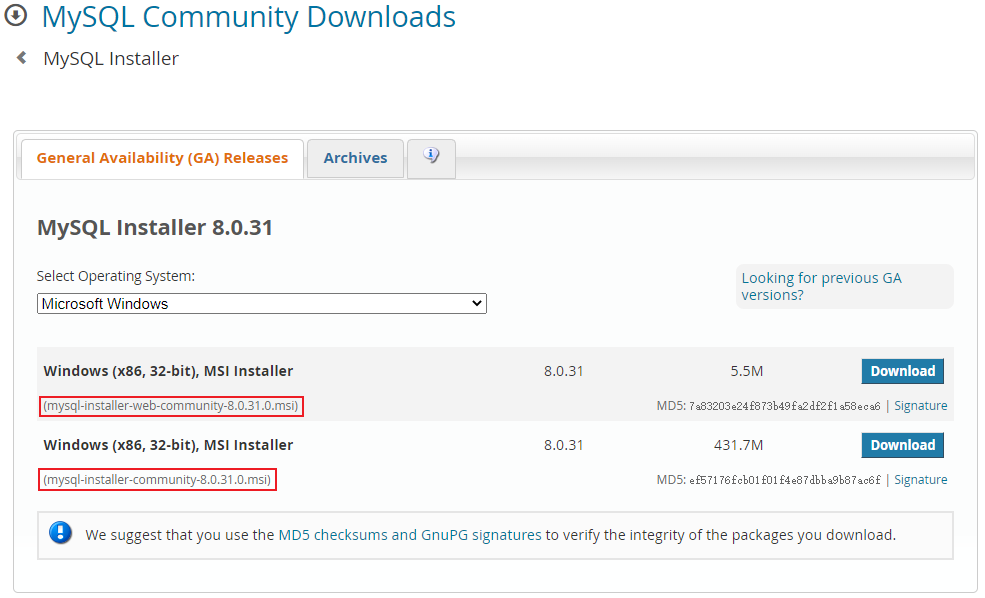 MySQL Community Downloads
MySQL Installer
General Availability (GA) Releases Archives
MySQL Installer 8.0.31
Select Operating System:
Looking for previous GA
versions?
Microsoft Windows
Windows (x86, 32-bit), MSI Installer 8.0.31 5.5M Download
(mysql-installer-web-community-8.0.31.0.msi) MD5: 7a83203e24f873b49fa2df2f1a58eca6 | Signature
Windows (x86, 32-bit), MSI Installer 8.0.31 431.7M Download
(mysql-installer-community-8.0.31.0.msi) MD5: ef57176fcb01f01f4e87dbba9b87ac6f | Signature
We suggest that you use the MD5 checksums and GnuPG signatures to verify the integrity of the packages you download.